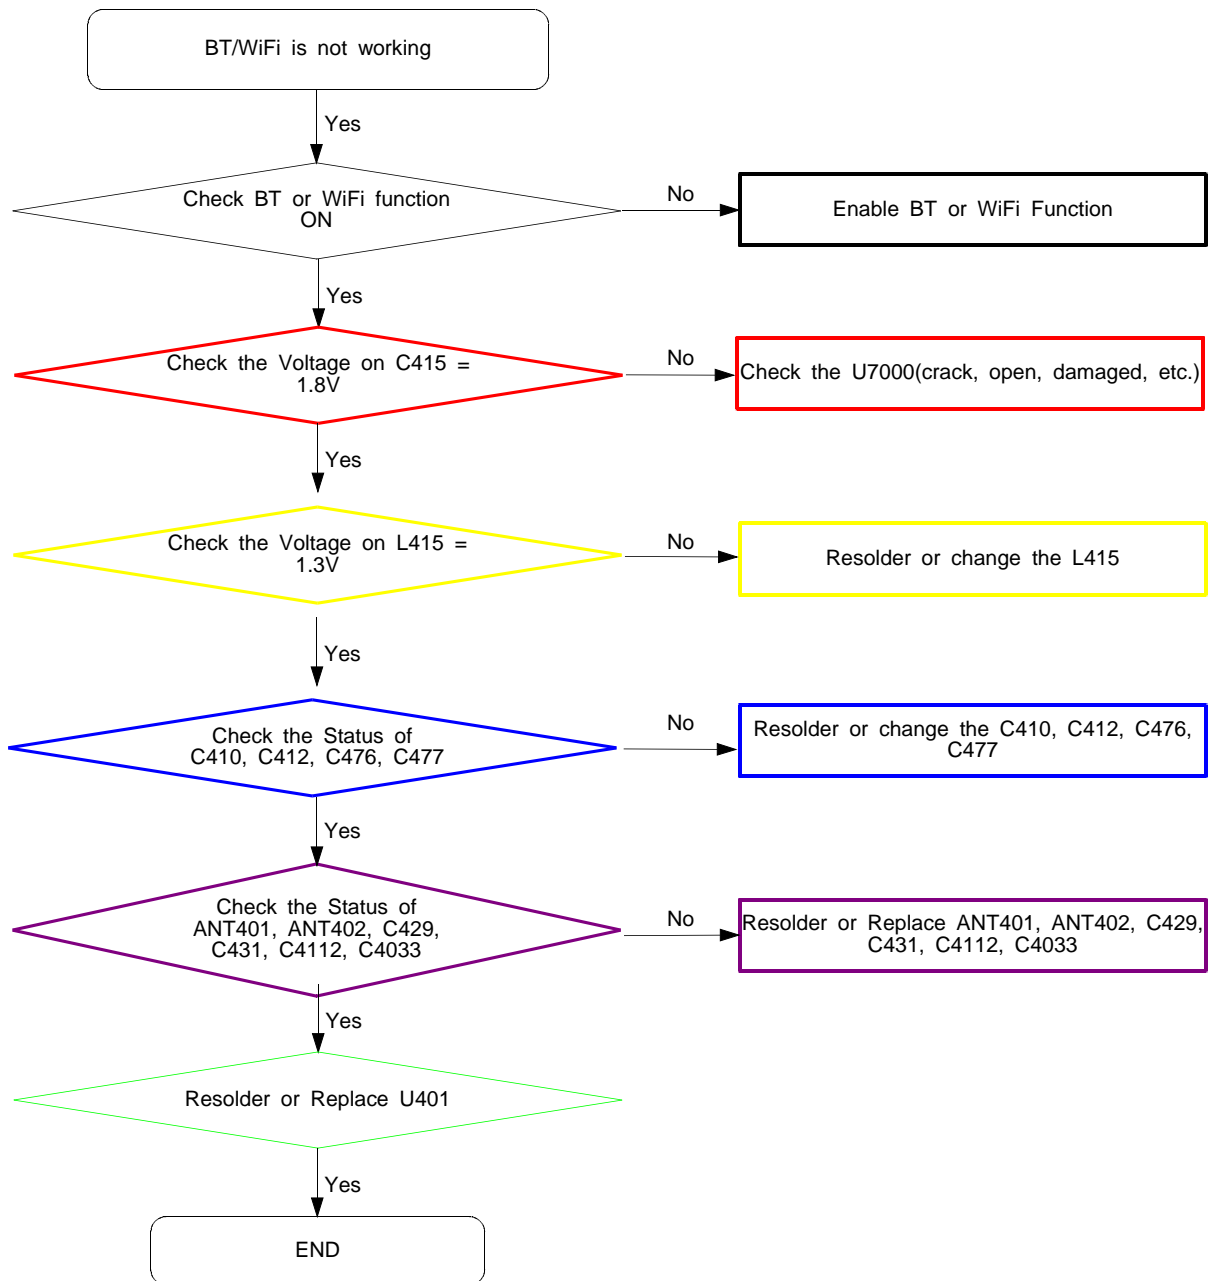 BT/WiFi is not working
Yes
Check BT or WiFi function
ON
No
Enable BT or WiFi Function
Yes
Check the Voltage on C415 =
1.8V
No
Check the U7000(crack, open, damaged, etc.)
Yes
Check the Voltage on L415 =
1.3V
No
Resolder or change the L415
Yes
Check the Status of
C410, C412, C476, C477
No
Resolder or change the C410, C412, C476,
C477
Yes
Check the Status of
ANT401, ANT402, C429,
C431, C4112, C4033
No
Resolder or Replace ANT401, ANT402, C429,
C431, C4112, C4033
Yes
Resolder or Replace U401
Yes
END